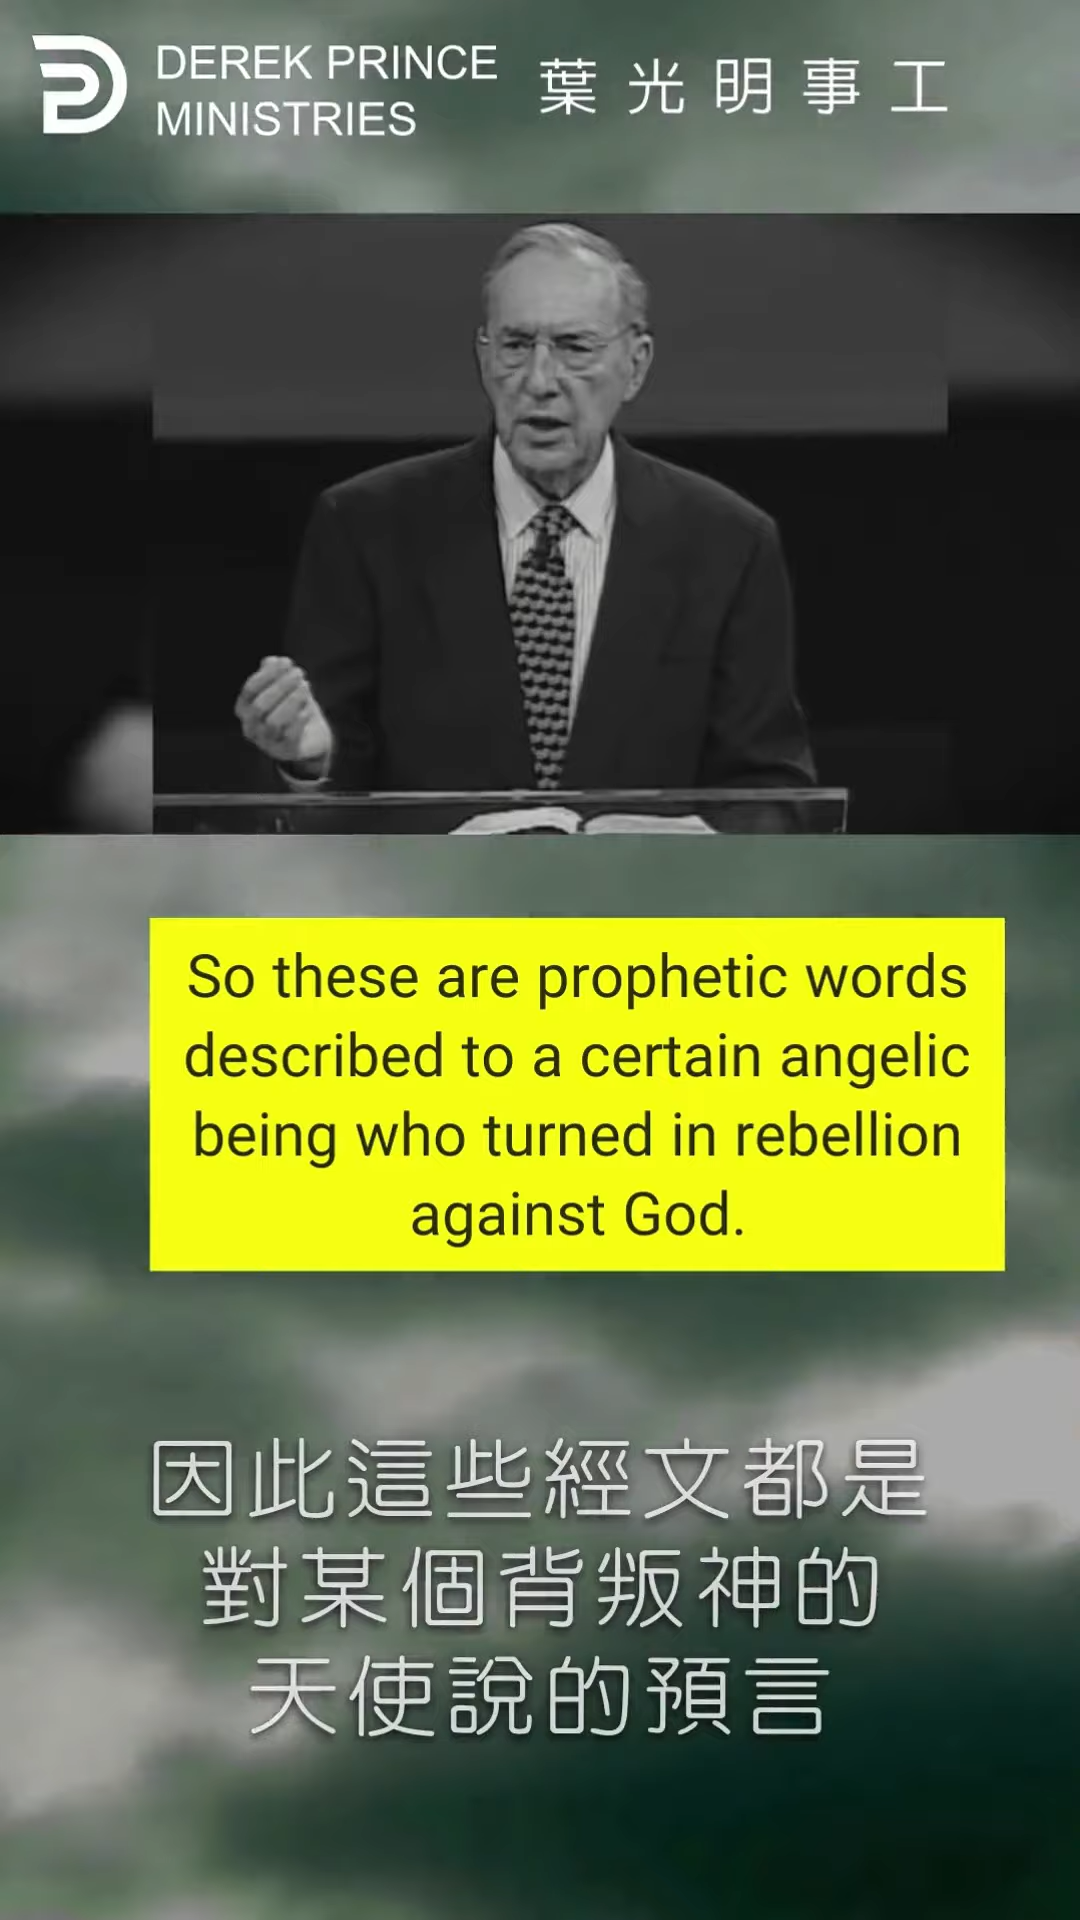 DEREK PRINCE
MINISTRIES
葉光明事工
So these are prophetic words
described to a certain angelic
being who turned in rebellion
against God.
因此這些經文都是
對某個背叛神的
天使說的預言